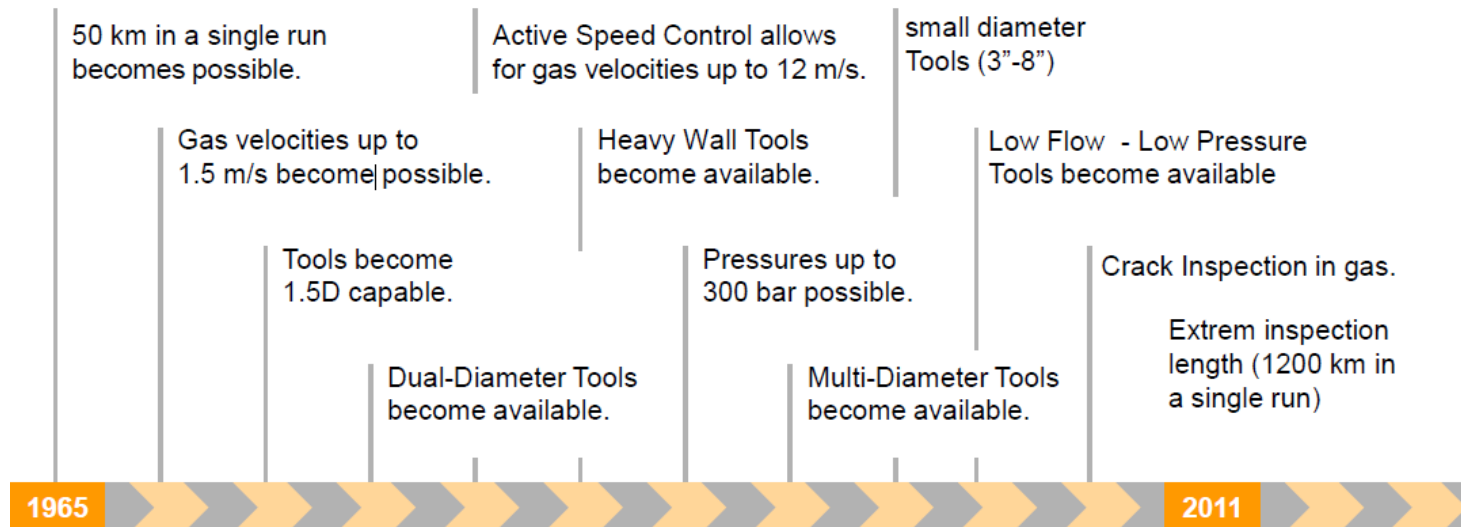 50 km in a single run
becomes possible.
Active Speed Control allows
for gas velocities up to 12 m/s.
small diameter
Tools (3”-8”)
Gas velocities up to
1.5 m/s become possible.
Heavy Wall Tools
become available.
Low Flow - Low Pressure
Tools become available
Tools become
1.5D capable.
Pressures up to
300 bar possible.
Crack Inspection in gas.
Dual-Diameter Tools
become available.
Multi-Diameter Tools
become available.
Extrem inspection
length (1200 km in
a single run)
1965
2011